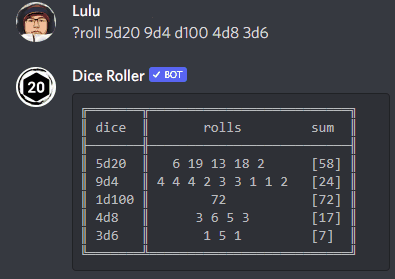 Lulu
?roll 5d20 9d4 d100 4d8 3d6
Dice Roller ✓ BOT
20
dice rolls sum
5d20 6 19 13 18 2 [58]
9d4 4 4 4 2 3 3 1 1 2 [24]
1d100 72 [72]
4d8 3 6 5 3 [17]
3d6 1 5 1 [7]